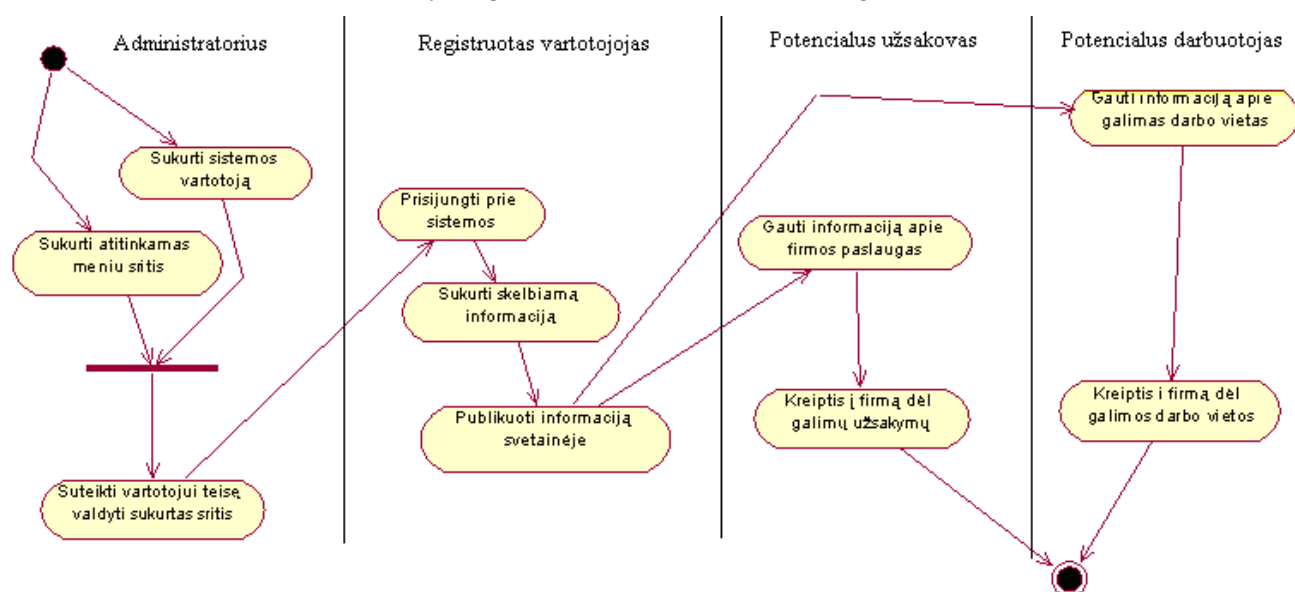 Administratorius
Registruotas vartotojojas
Potencialus užsakovas
Potencialus darbuotojas
Sukurti sistemos
vartotoją
Sukurti atitinkamas
meniu sritis
Suteikti vartotojui teisę
valdyti sukurtas sritis
Prisijungti prie
sistemos
Sukurti skelbiamą
informaciją
Publikuoti informaciją
svetainėje
Gauti informaciją apie
firmos paslaugas
Kreiptis į firmą dėl
galimų užsakymų
Gauti informaciją apie
galimas darbo vietas
Kreiptis i firmą dėl
galimos darbo vietos